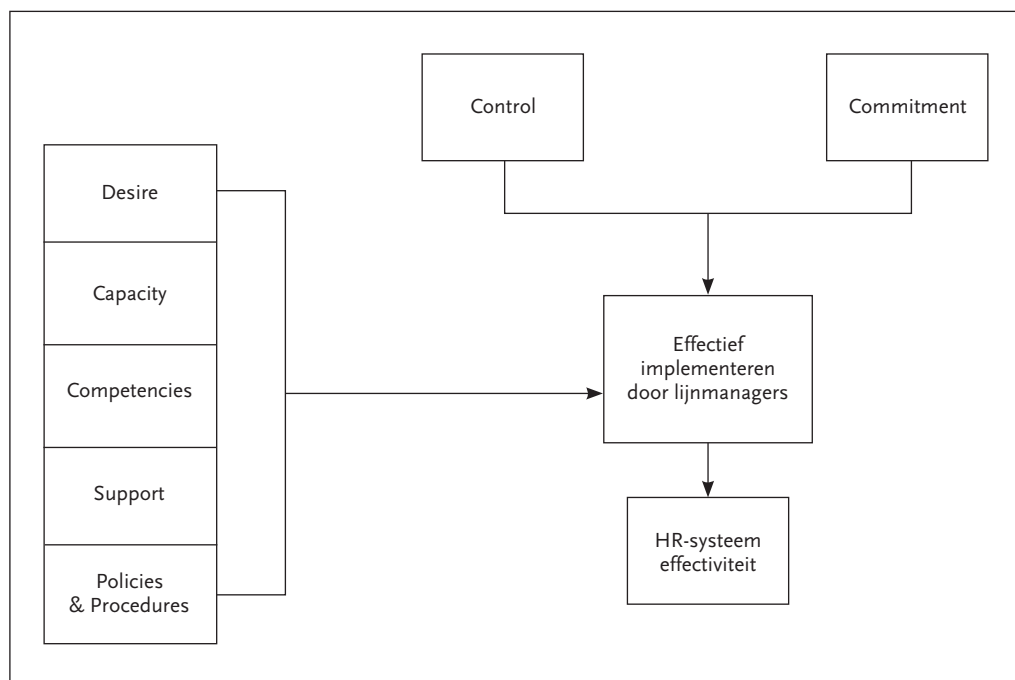 Control
Commitment
Desire
Capacity
Competencies
Support
Policies
& Procedures
Effectief
implementeren
door lijnmanagers
HR-systeem
effectiviteit